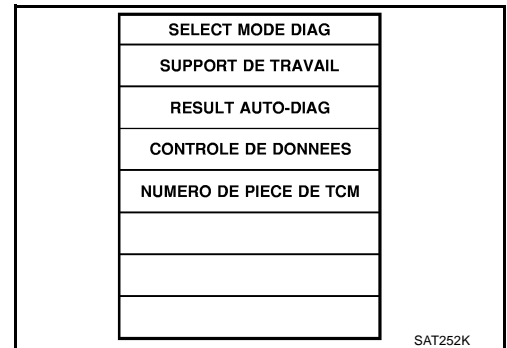 SELECT MODE DIAG
SUPPORT DE TRAVAIL
RESULT AUTO-DIAG
CONTROLE DE DONNEES
NUMERO DE PIECE DE TCM
SAT252K